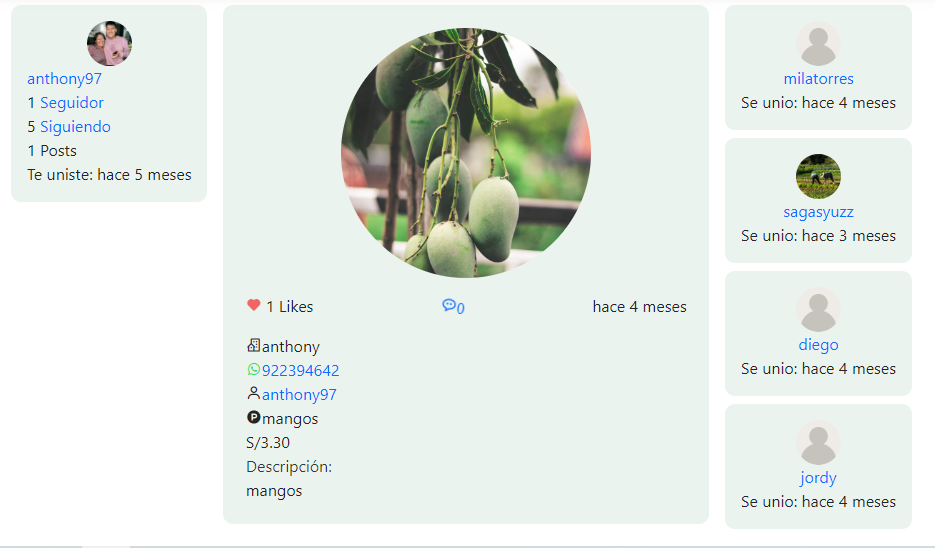 anthony97
1 Seguidor
5 Siguiendo
1 Posts
Te uniste: hace 5 meses
1 Likes
0
hace 4 meses
anthony
922394642
anthony97
P mangos
S/3.30
Descripción:
mangos
milatorres
Se unio: hace 4 meses
sagasyuzz
Se unio: hace 3 meses
diego
Se unio: hace 4 meses
jordy
Se unio: hace 4 meses